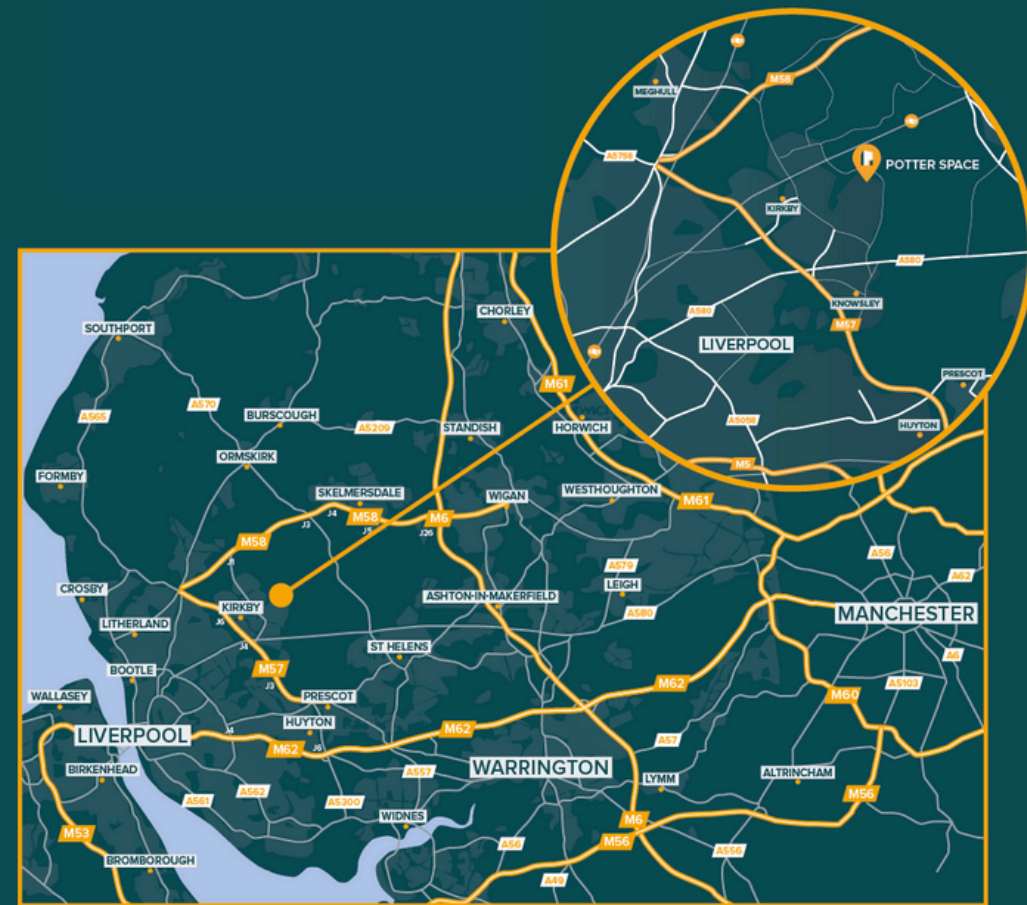 M58
MEGHULL
A5758
POTTER SPACE
KIRKBY
A580
KNOWSLEY
A580
M57
LIVERPOOL
PRESCOT
A5058
HUYTON
M5
SOUTHPORT
CHORLEY
M61
A565
A570
BURSCOUGH
A5209
STANDISH
HORWICH
ORMSKIRK
FORMBY
SKELMERSDALE
WIGAN
WESTHOUGHTON
M61
J4
J3
M58
J5
M6
J26
M58
J1
A56
A62
A579
LEIGH
CROSBY
KIRKBY
ASHTON-IN-MAKERFIELD
A580
MANCHESTER
LITHERLAND
J6
J4
ST HELENS
A6
BOOTLE
M57
J3
M62
A5103
WALLASEY
PRESCOT
M60
HUYTON
LIVERPOOL
J4
M62
J6
M62
A57
BIRKENHEAD
A557
WARRINGTON
LYMM
ALTRINCHAM
A561
A562
A5300
M56
WIDNES
M53
M6
M56
A56
A556
BROMBOROUGH
A49